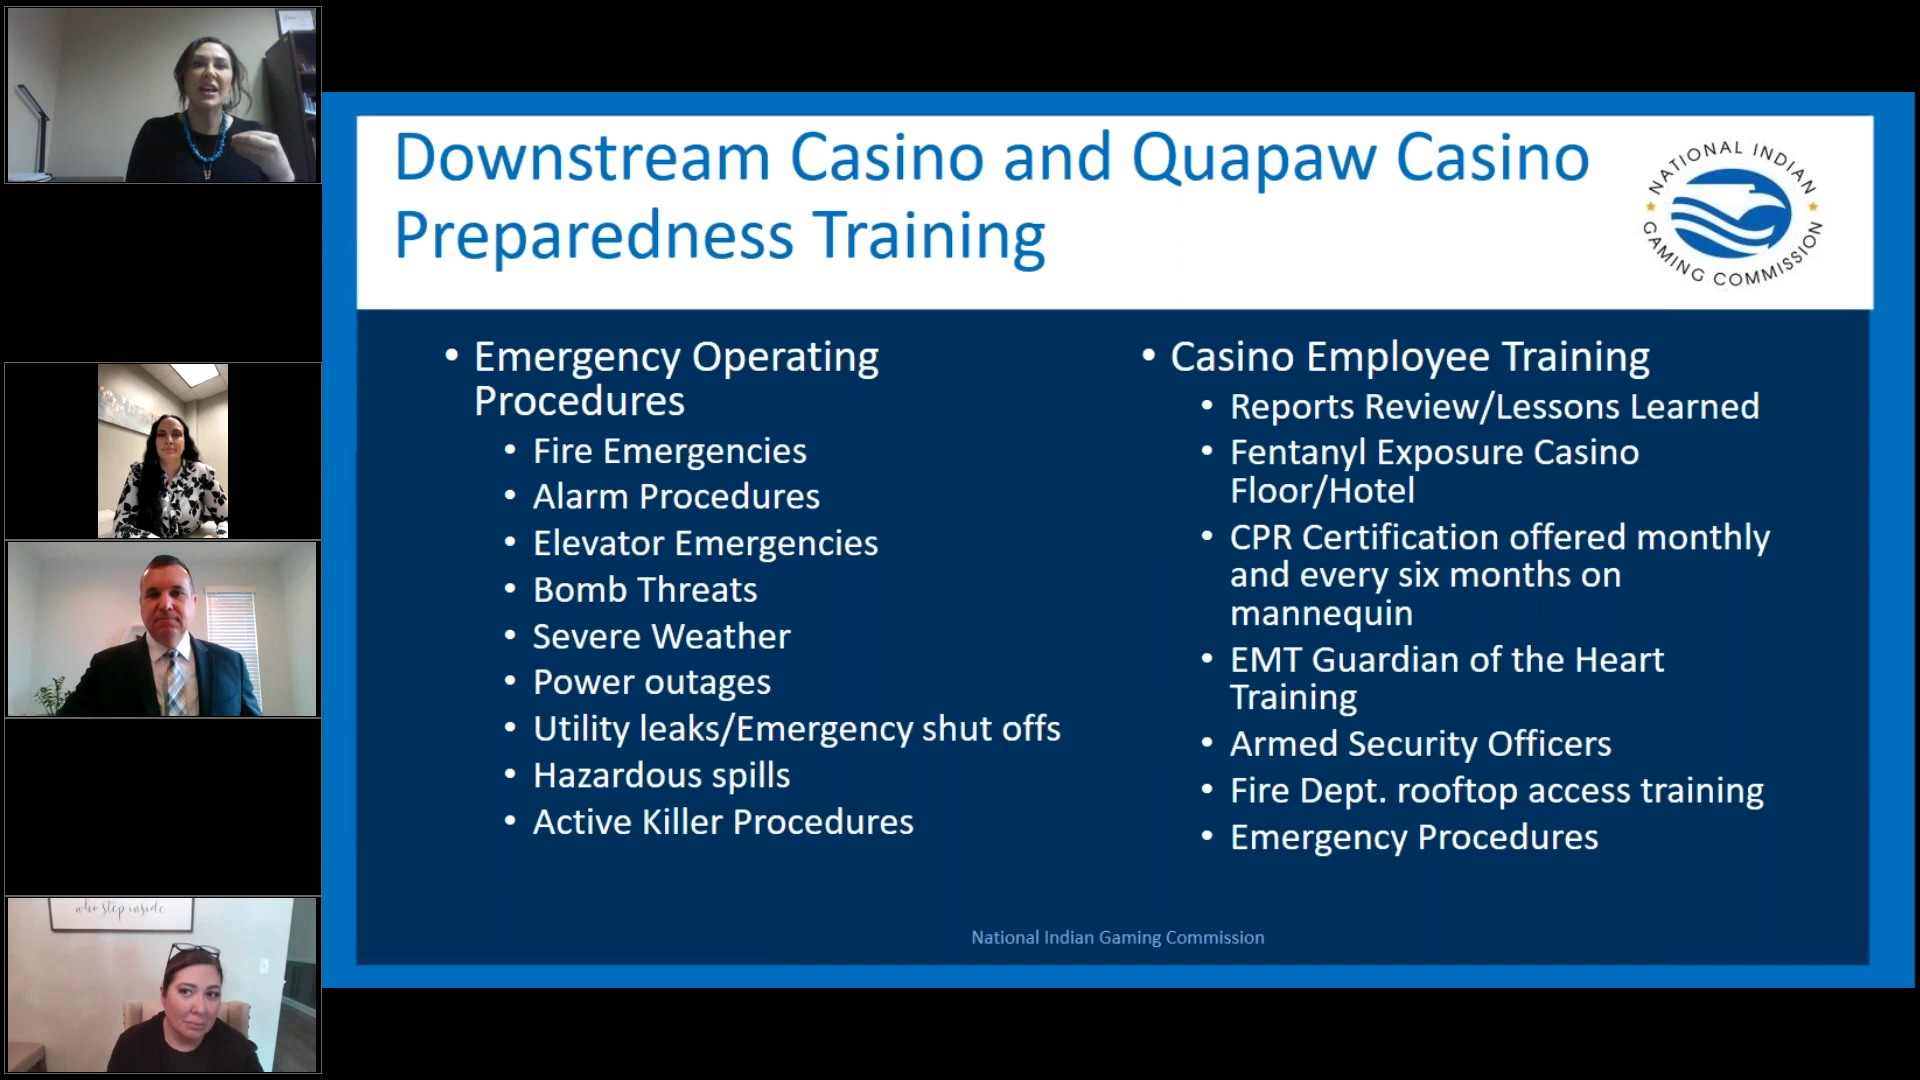 who step inside
Downstream Casino and Quapaw Casino
Preparedness Training
NATIONAL INDIAN
GAMING COMMISSION
• Emergency Operating
Procedures
• Fire Emergencies
• Alarm Procedures
• Elevator Emergencies
• Bomb Threats
• Severe Weather
• Power outages
• Utility leaks/Emergency shut offs
• Hazardous spills
• Active Killer Procedures
• Casino Employee Training
• Reports Review/Lessons Learned
• Fentanyl Exposure Casino
Floor/Hotel
• CPR Certification offered monthly
and every six months on
mannequin
• EMT Guardian of the Heart
Training
• Armed Security Officers
• Fire Dept. rooftop access training
• Emergency Procedures
National Indian Gaming Commission